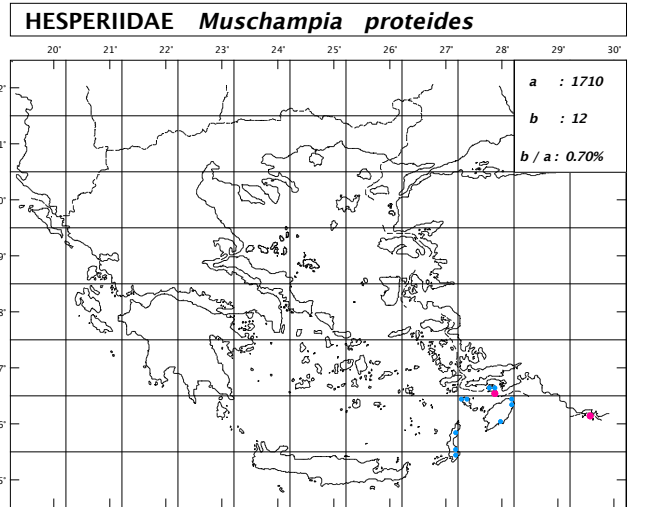 HESPERIIDAE Muschampia proteides
20' 21' 22' 23' 24' 25' 26' 27' 28' 29' 30'
a : 1710
b : 12
b / a : 0.70%